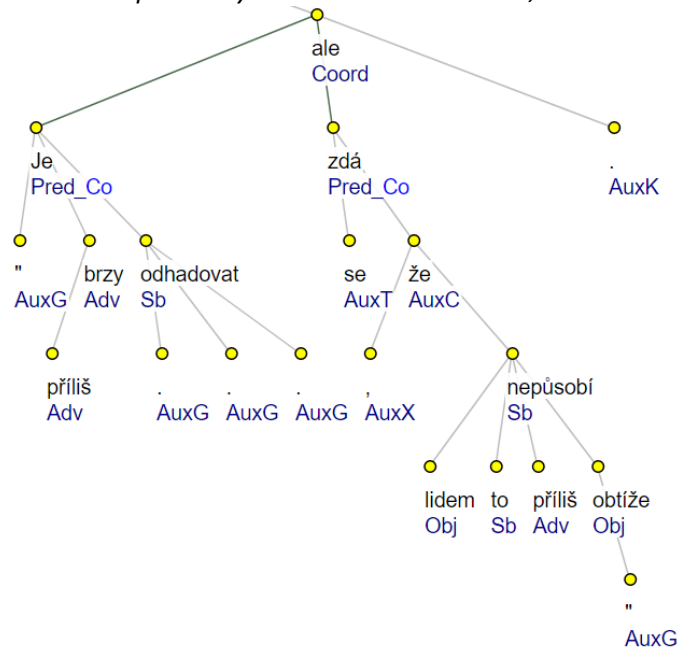 ale
Coord
Je zdá .
Pred_Co Pred_Co AuxK
" brzy odhadovat se že
AuxG Adv Sb AuxT AuxC
příliš . . . , nepůsobí
Adv AuxG AuxG AuxG AuxX Sb
lidem to příliš obtíže
Obj Sb Adv Obj
"
AuxG